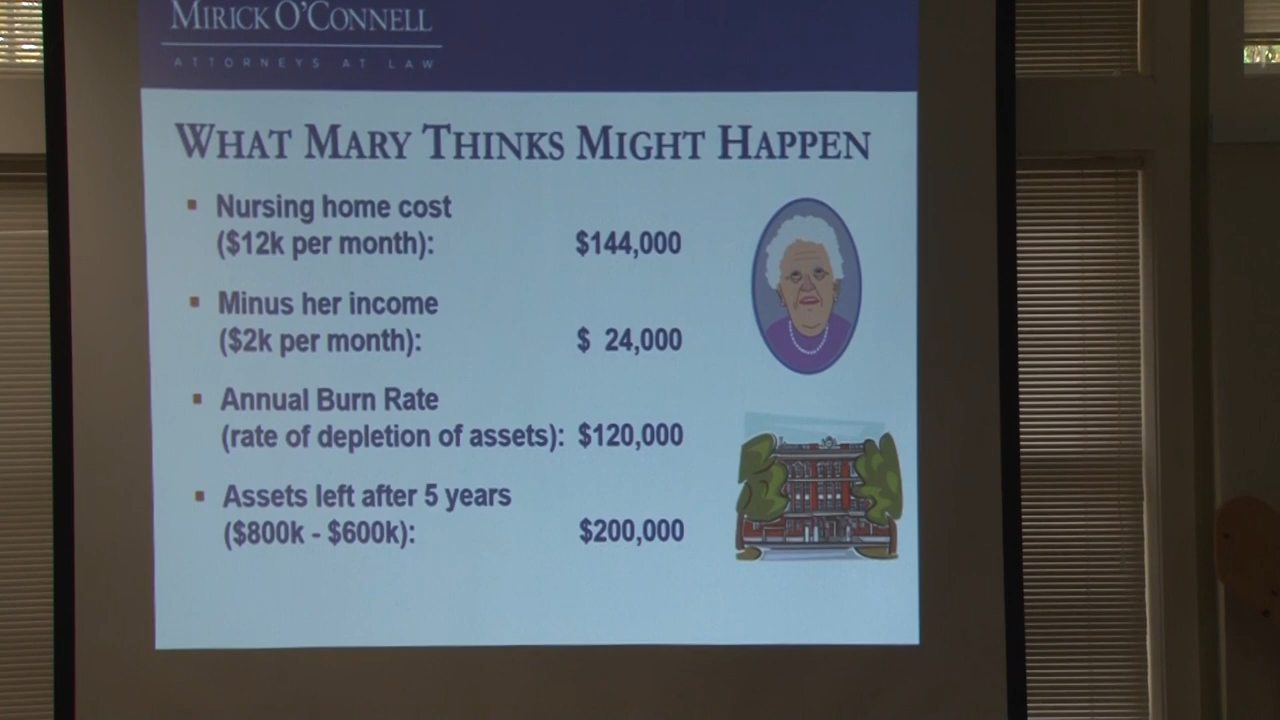 MIRICK O'CONNELL
ATTORNEYS AT LAW
WHAT MARY THINKS MIGHT HAPPEN
▪ Nursing home cost
($12k per month): $144,000
▪ Minus her income
($2k per month): $ 24,000
▪ Annual Burn Rate
(rate of depletion of assets): $120,000
▪ Assets left after 5 years
($800k - $600k): $200,000